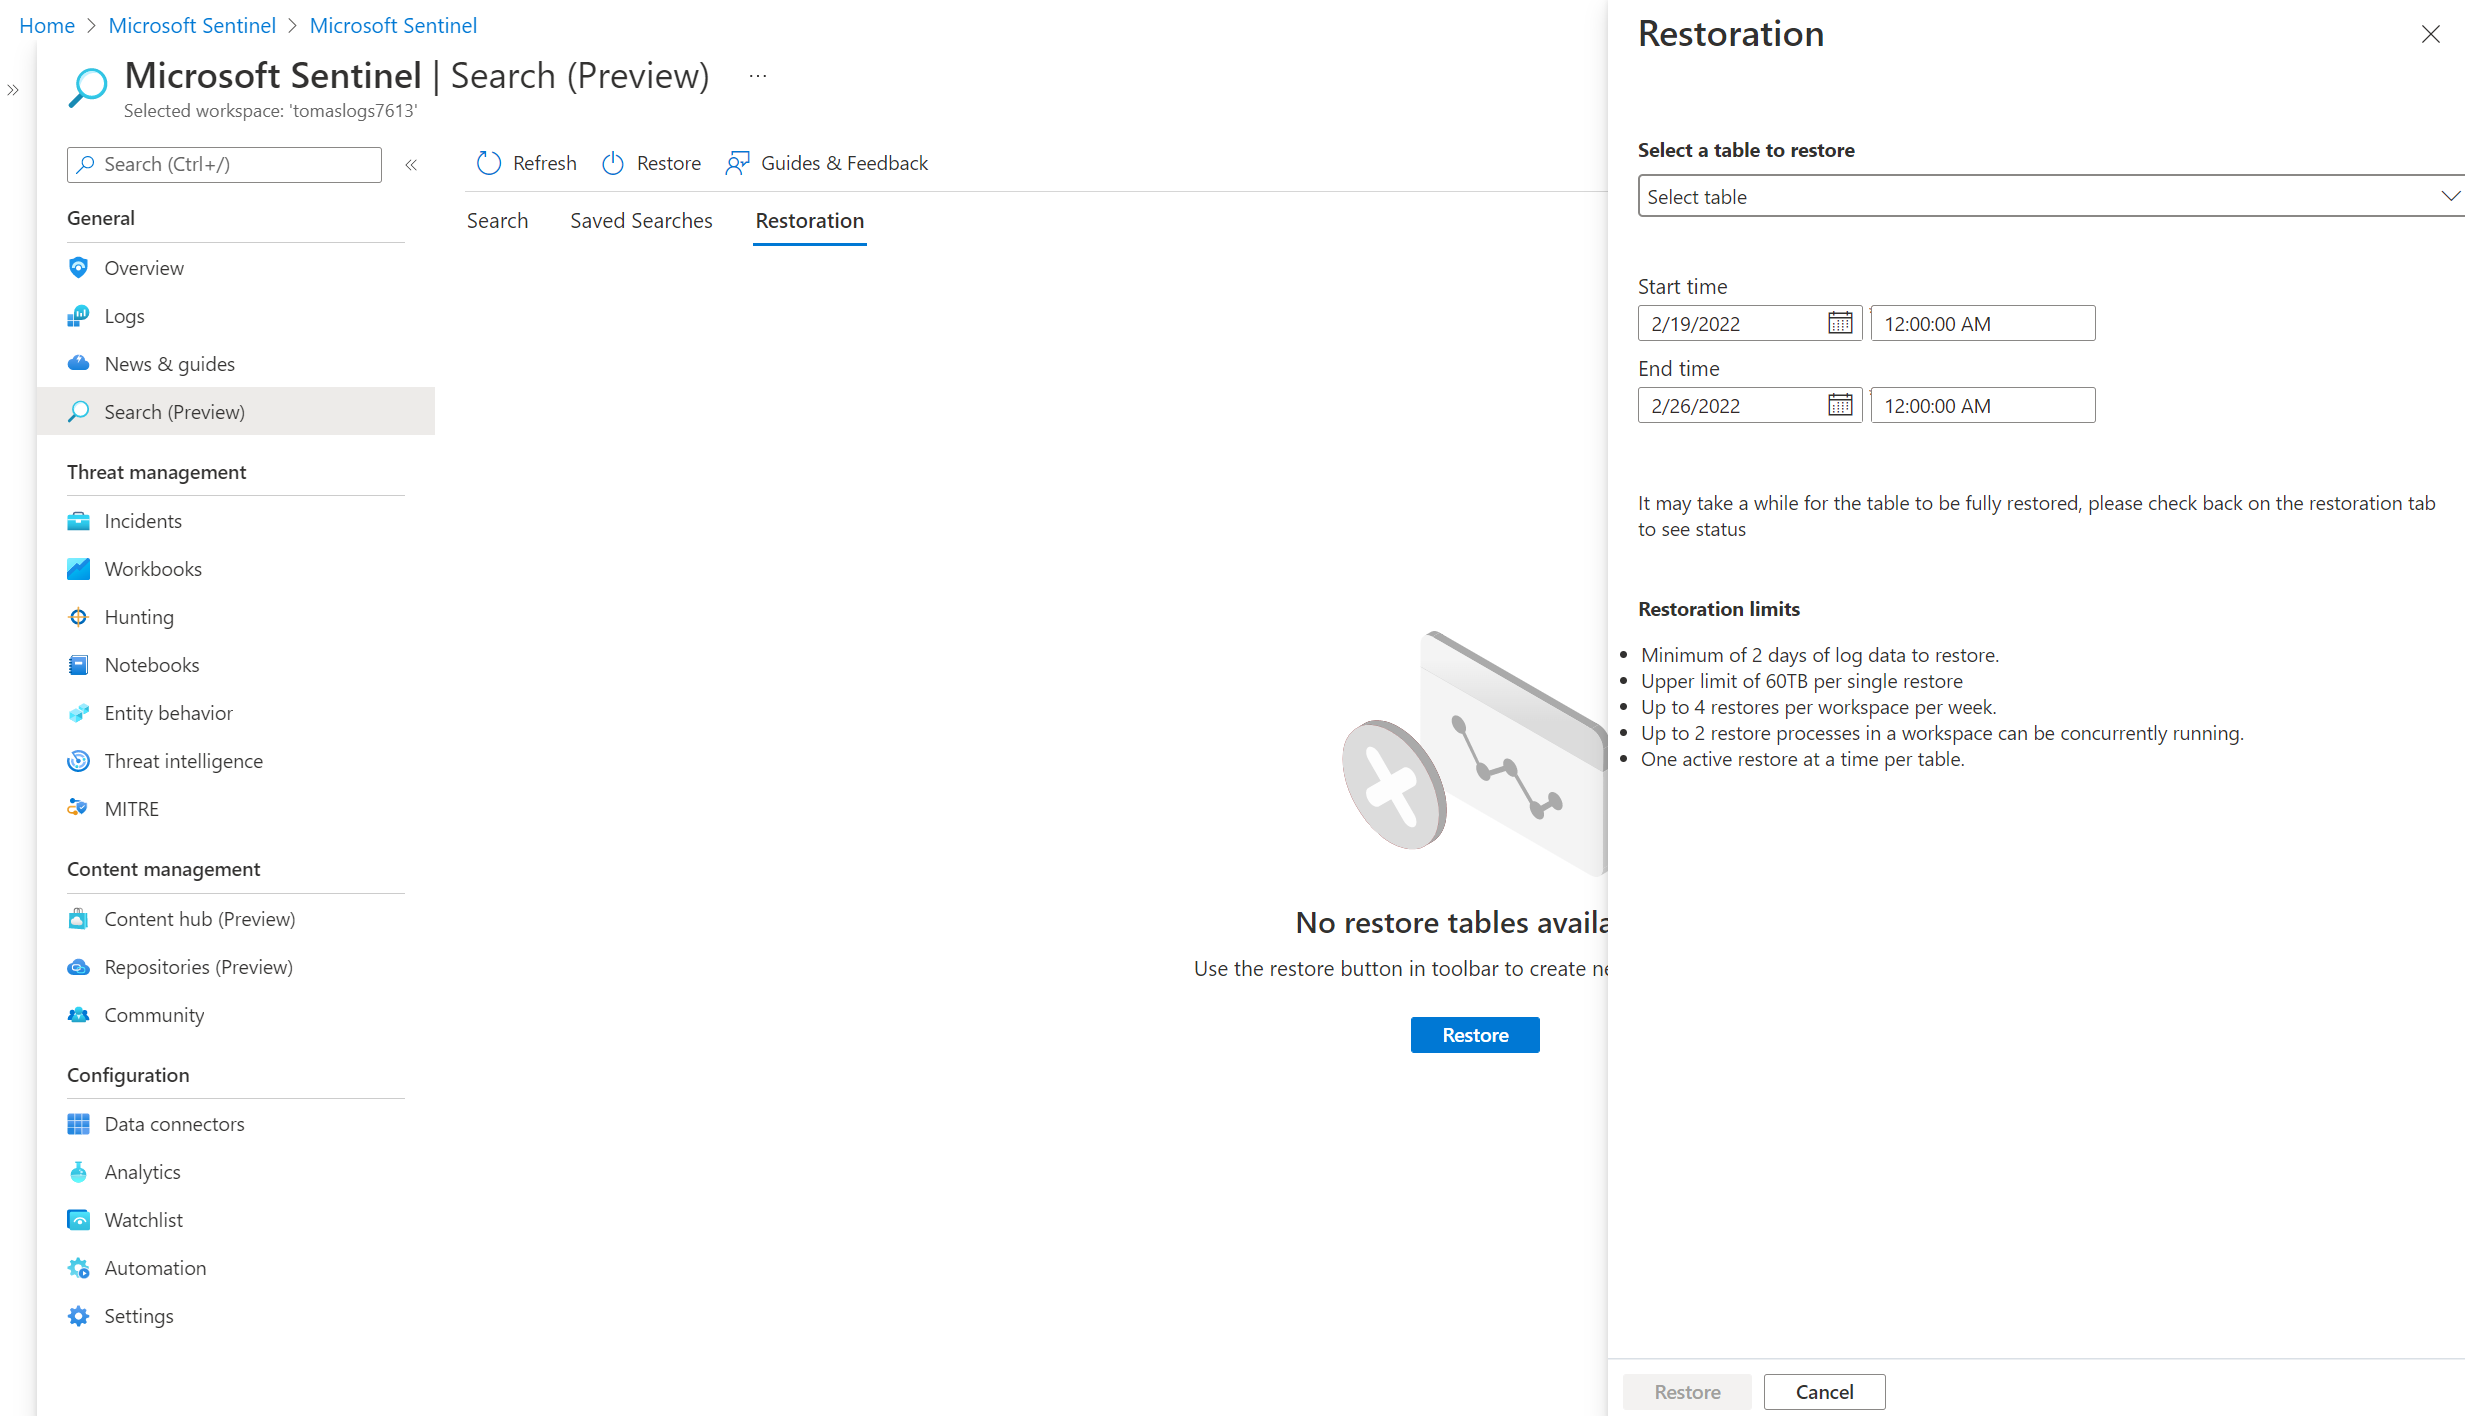 Home > Microsoft Sentinel > Microsoft Sentinel
Microsoft Sentinel | Search (Preview) ...
Selected workspace: 'tomaslogs7613'
Search (Ctrl+/)
General
Overview
Logs
News & guides
Search (Preview)
Threat management
Incidents
Workbooks
Hunting
Notebooks
Entity behavior
Threat intelligence
MITRE
Content management
Content hub (Preview)
Repositories (Preview)
Community
Configuration
Data connectors
Analytics
Watchlist
Automation
Settings
Refresh Restore Guides & Feedback
Search Saved Searches Restoration
No restore tables availa
Use the restore button in toolbar to create ne
Restore
Restoration
Select a table to restore
Select table
Start time
2/19/2022 12:00:00 AM
End time
2/26/2022 12:00:00 AM
It may take a while for the table to be fully restored, please check back on the restoration tab
to see status
Restoration limits
• Minimum of 2 days of log data to restore.
• Upper limit of 60TB per single restore
• Up to 4 restores per workspace per week.
• Up to 2 restore processes in a workspace can be concurrently running.
• One active restore at a time per table.
Restore Cancel